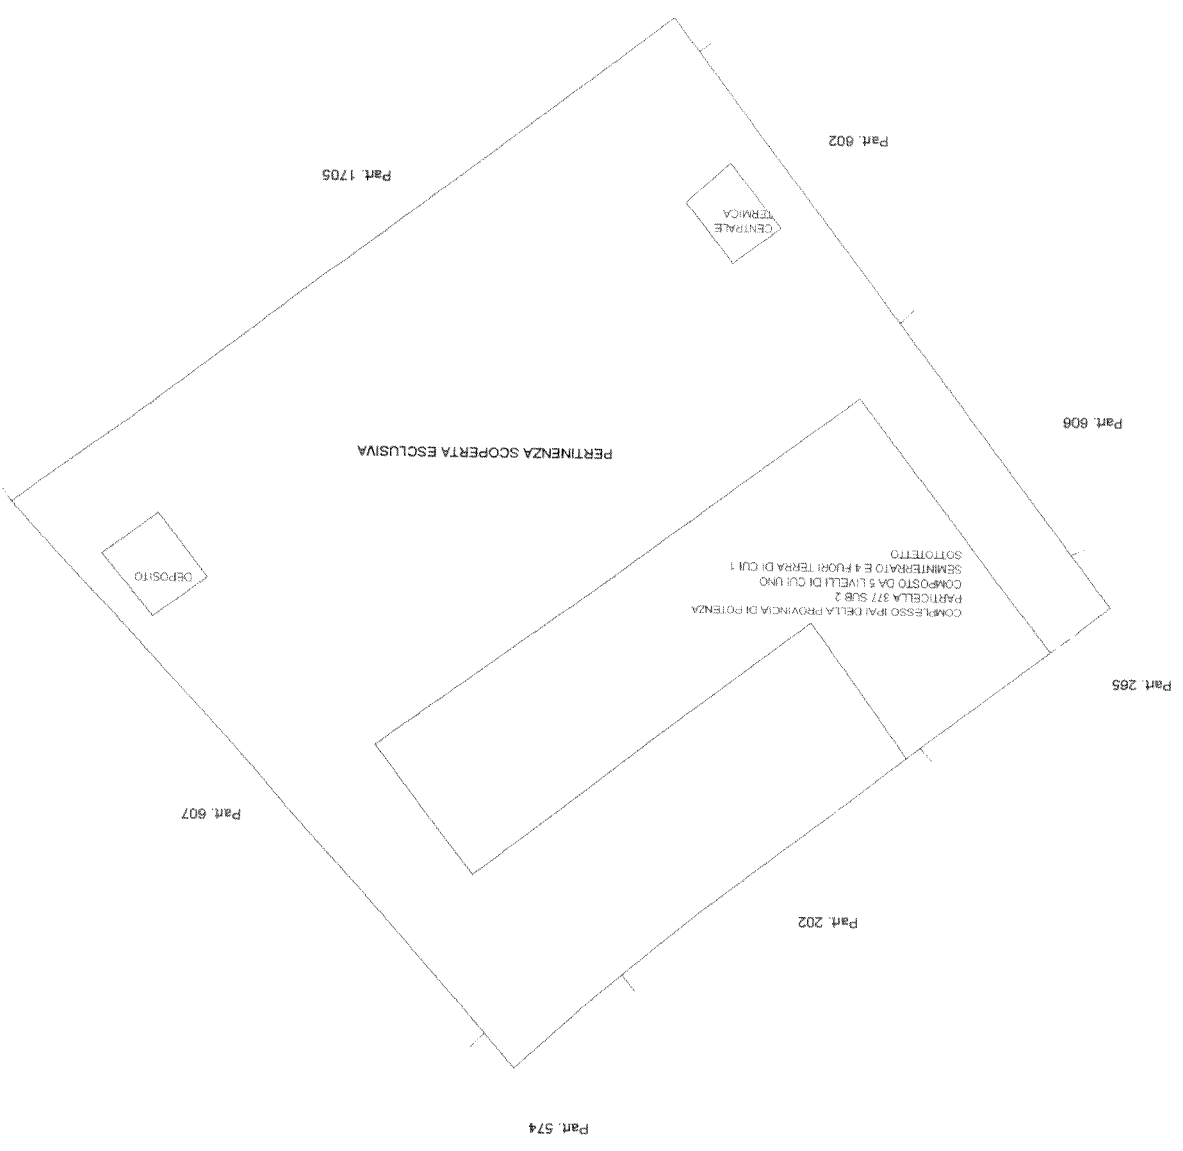 Part. 574
Part. 202
Part. 607
Part. 265
COMPLESSO IPAI DELLA PROVINCIA DI POTENZA
PARTICELLA 377 SUB 2
COMPOSTO DA 5 LIVELLI DI CUI UNO
SEMINTERRATO E 4 FUORI TERRA DI CUI 1
SOTTOTETTO
DEPOSITO
PERTINENZA SCOPERTA ESCLUSIVA
Part. 606
CENTRALE
TERMICA
Part. 1705
Part. 602